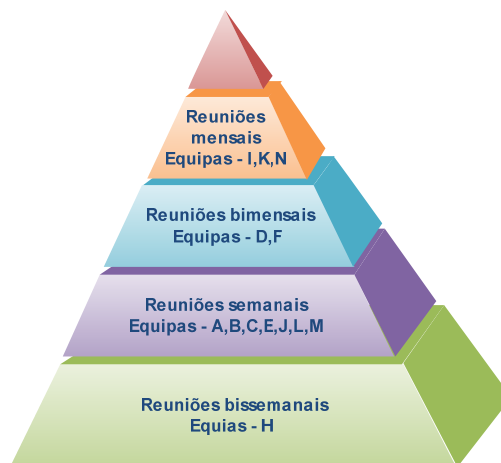 Reuniões
mensais
Equipas - I,K,N
Reuniões bimensais
Equipas - D,F
Reuniões semanais
Equipas - A,B,C,E,J,L,M
Reuniões bissemanais
Equias - H